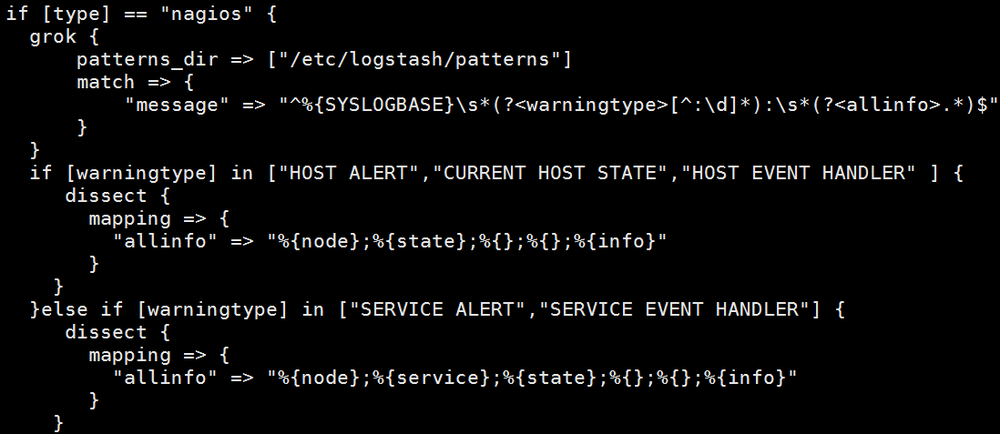 if [type] == "nagios" {
  grok {
      patterns_dir => ["/etc/logstash/patterns"]
      match => {
          "message" => "^%{SYSLOGBASE}\s*(?<warningtype>[^:\d]*):\s*(?<allinfo>.*)$"
      }
  }
  if [warningtype] in ["HOST ALERT","CURRENT HOST STATE","HOST EVENT HANDLER" ] {
     dissect {
       mapping => {
         "allinfo" => "%{node};%{state};%{};%{};%{info}"
       }
    }
  }else if [warningtype] in ["SERVICE ALERT","SERVICE EVENT HANDLER"] {
     dissect {
       mapping => {
         "allinfo" => "%{node};%{service};%{state};%{};%{};%{info}"
       }
    }